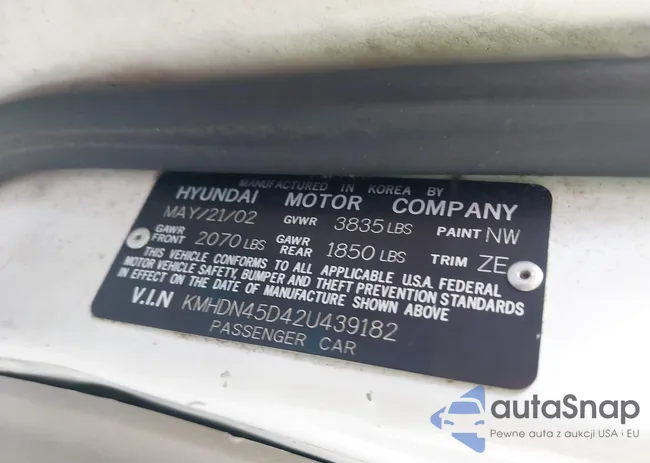 MANUFACTURED IN KOREA BY
HYUNDAI MOTOR COMPANY
MAY/21/02 GVWR 3835 LBS PAINT NW
GAWR FRONT 2070 LBS GAWR REAR 1850 LBS TRIM ZE
THIS VEHICLE CONFORMS TO ALL APPLICABLE U.S.A. FEDERAL
MOTOR VEHICLE SAFETY, BUMPER AND THEFT PREVENTION STANDARDS
IN EFFECT ON THE DATE OF MANUFACTURE SHOWN ABOVE
V.I.N KMHDN45D42U439182
PASSENGER CAR
autaSnap
Pewne auta z aukcji USA i EU